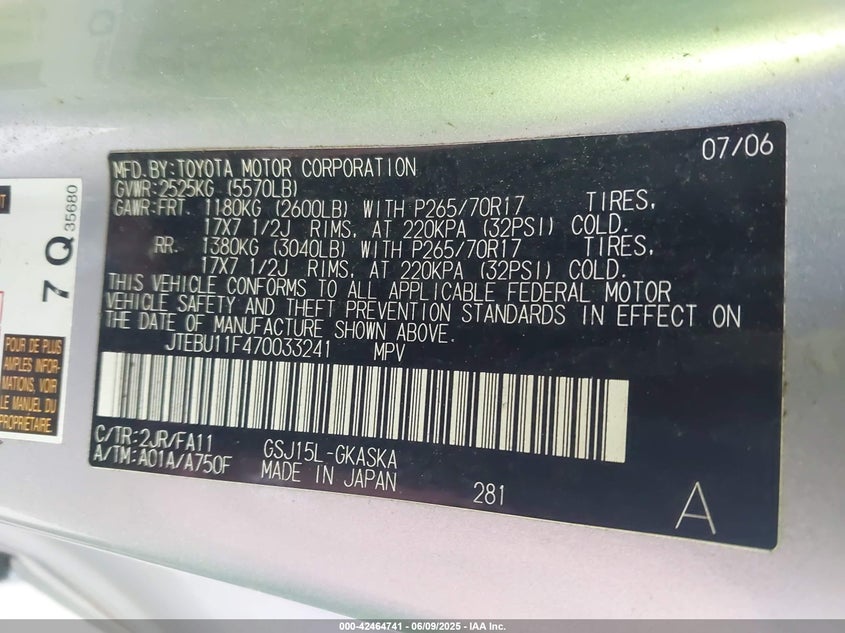 07/06
MFD.BY:TOYOTA MOTOR CORPORATION
GVWR:2525KG (5570LB)
GAWR:FRT. 1180KG (2600LB) WITH P265/70R17 TIRES,
17X7 1/2J RIMS, AT 220KPA (32PSI) COLD.
RR. 1380KG (3040LB) WITH P265/70R17 TIRES,
17X7 1/2J RIMS, AT 220KPA (32PSI) COLD.
THIS VEHICLE CONFORMS TO ALL APPLICABLE FEDERAL MOTOR
VEHICLE SAFETY AND THEFT PREVENTION STANDARDS IN EFFECT ON
THE DATE OF MANUFACTURE SHOWN ABOVE.
JTEBU11F470033241 MPV
C/TR:2JR/FA11 GSJ15L-GKASKA
A/TM:A01A/A750F MADE IN JAPAN 281
A
7 Q 35680
POUR DE PLUS
AMPLES INFOR-
MATIONS, VOIR
LE MANUEL DU
PROPRIÉTAIRE.
000-42464741 - 06/09/2025 - IAA Inc.